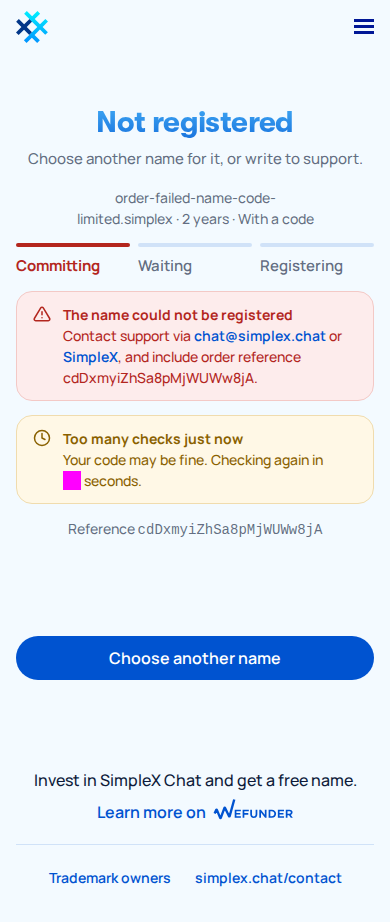 Not registered
Choose another name for it, or write to support.
order-failed-name-code-
limited.simplex · 2 years · With a code
Committing
Waiting
Registering
The name could not be registered
Contact support via chat@simplex.chat or
SimpleX, and include order reference
cdDxmyiZhSa8pMjWUWw8jA.
Too many checks just now
Your code may be fine. Checking again in
seconds.
Reference cdDxmyiZhSa8pMjWUWw8jA
Choose another name
Invest in SimpleX Chat and get a free name.
Learn more on WEFUNDER
Trademark owners
simplex.chat/contact